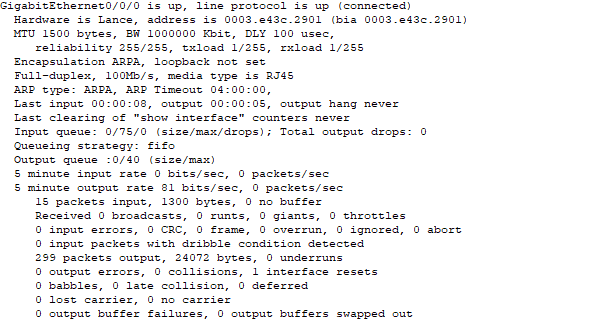 GigabitEthernet0/0/0 is up, line protocol is up (connected)
Hardware is Lance, address is 0003.e43c.2901 (bia 0003.e43c.2901)
MTU 1500 bytes, BW 1000000 Kbit, DLY 100 usec,
reliability 255/255, txload 1/255, rxload 1/255
Encapsulation ARPA, loopback not set
Full-duplex, 100Mb/s, media type is RJ45
ARP type: ARPA, ARP Timeout 04:00:00,
Last input 00:00:08, output 00:00:05, output hang never
Last clearing of "show interface" counters never
Input queue: 0/75/0 (size/max/drops); Total output drops: 0
Queueing strategy: fifo
Output queue :0/40 (size/max)
5 minute input rate 0 bits/sec, 0 packets/sec
5 minute output rate 81 bits/sec, 0 packets/sec
15 packets input, 1300 bytes, 0 no buffer
Received 0 broadcasts, 0 runts, 0 giants, 0 throttles
0 input errors, 0 CRC, 0 frame, 0 overrun, 0 ignored, 0 abort
0 input packets with dribble condition detected
299 packets output, 24072 bytes, 0 underruns
0 output errors, 0 collisions, 1 interface resets
0 babbles, 0 late collision, 0 deferred
0 lost carrier, 0 no carrier
0 output buffer failures, 0 output buffers swapped out